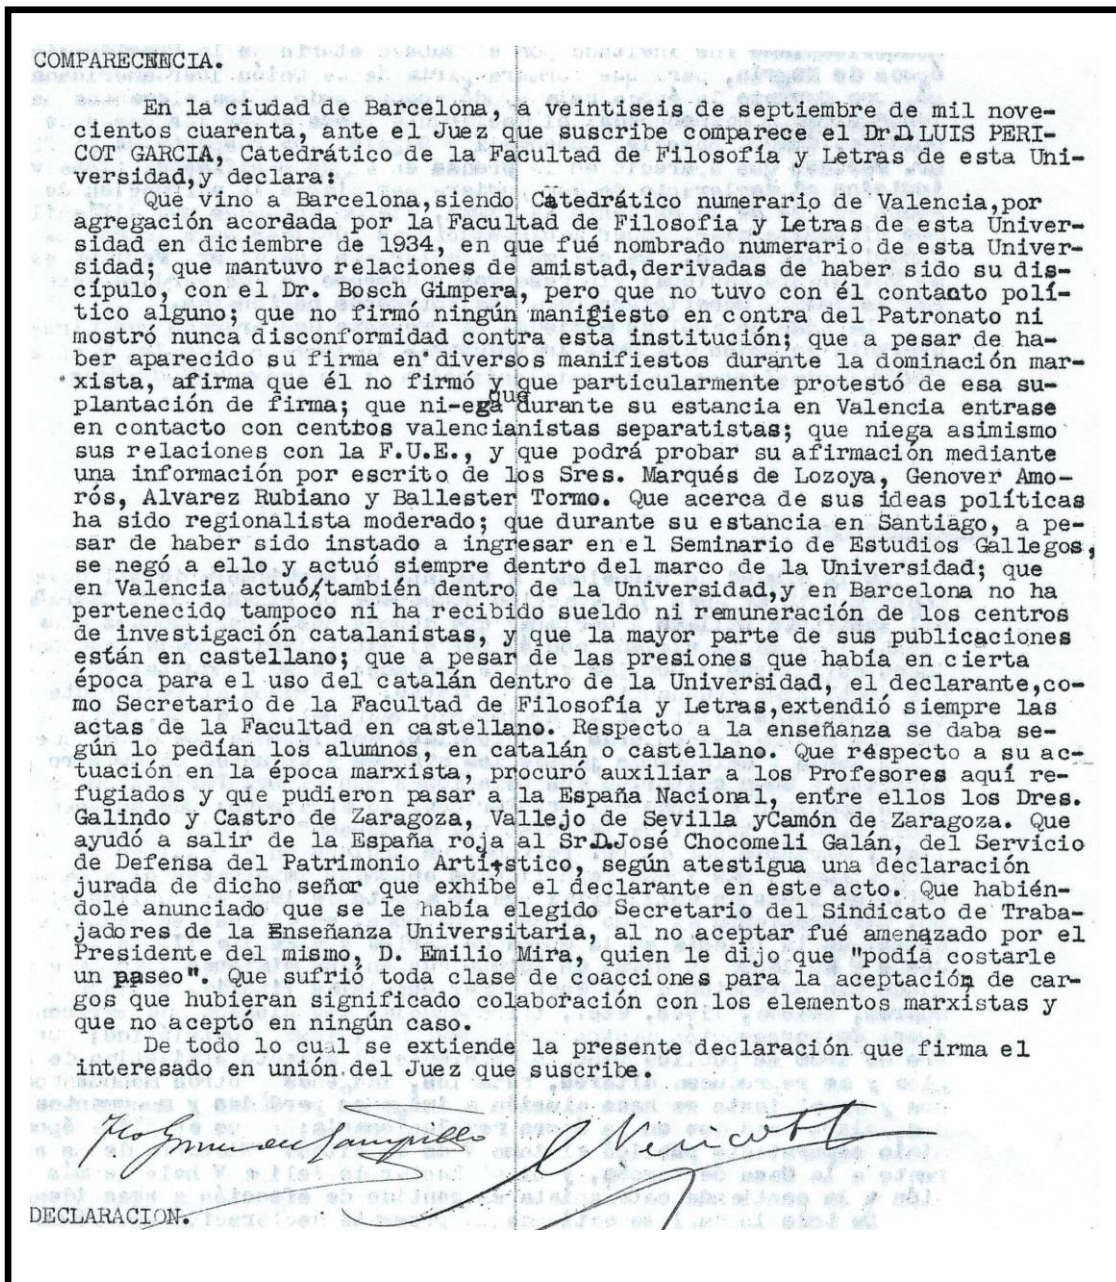 COMPARECENCIA.
En la ciudad de Barcelona, a veintiseis de septiembre de mil nove-
cientos cuarenta, ante el Juez que suscribe comparece el Dr.D.LUIS PERI-
COT GARCIA, Catedrático de la Facultad de Filosofía y Letras de esta Uni-
versidad,y declara:
Que vino a Barcelona,siendo Catedrático numerario de Valencia,por
agregación acordada por la Facultad de Filosofía y Letras de esta Univer-
sidad en diciembre de 1934, en que fué nombrado numerario de esta Univer-
sidad; que mantuvo relaciones de amistad,derivadas de haber sido su dis-
cípulo, con el Dr. Bosch Gimpera, pero que no tuvo con él contacto polí-
tico alguno; que no firmó ningún manifiesto en contra del Patronato ni
mostró nunca disconformidad contra esta institución; que a pesar de ha-
ber aparecido su firma en diversos manifiestos durante la dominación mar-
xista, afirma que él no firmó y que particularmente protestó de esa su-
plantación de firma; que ni-ega que durante su estancia en Valencia entrase
en contacto con centros valencianistas separatistas; que niega asimismo
sus relaciones con la F.U.E., y que podrá probar su afirmación mediante
una información por escrito de los Sres. Marqués de Lozoya, Genover Amo-
rós, Alvarez Rubiano y Ballester Tormo. Que acerca de sus ideas políticas
ha sido regionalista moderado; que durante su estancia en Santiago, a pe-
sar de haber sido instado a ingresar en el Seminario de Estudios Gallegos,
se negó a ello y actuó siempre dentro del marco de la Universidad; que
en Valencia actuó, también dentro de la Universidad,y en Barcelona no ha
pertenecido tampoco ni ha recibido sueldo ni remuneración de los centros
de investigación catalanistas, y que la mayor parte de sus publicaciones
están en castellano; que a pesar de las presiones que había en cierta
época para el uso del catalán dentro de la Universidad, el declarante,co-
mo Secretario de la Facultad de Filosofía y Letras,extendió siempre las
actas de la Facultad en castellano. Respecto a la enseñanza se daba se-
gún lo pedían los alumnos, en catalán o castellano. Que respecto a su ac-
tuación en la época marxista, procuró auxiliar a los Profesores aquí re-
fugiados y que pudieron pasar a la España Nacional, entre ellos los Dres.
Galindo y Castro de Zaragoza, Vallejo de Sevilla yCamón de Zaragoza. Que
ayudó a salir de la España roja al Sr.D.José Chocomeli Galán, del Servicio
de Defensa del Patrimonio Artístico, según atestigua una declaración
jurada de dicho señor que exhibe el declarante en este acto. Que habién-
dole anunciado que se le había elegido Secretario del Sindicato de Traba-
jadores de la Enseñanza Universitaria, al no aceptar fué amenazado por el
Presidente del mismo, D. Emilio Mira, quien le dijo que "podía costarle
un paseo". Que sufrió toda clase de coacciones para la aceptación de car-
gos que hubieran significado colaboración con los elementos marxistas y
que no aceptó en ningún caso.
De todo lo cual se extiende la presente declaración que firma el
interesado en unión del Juez que suscribe.
DECLARACION.